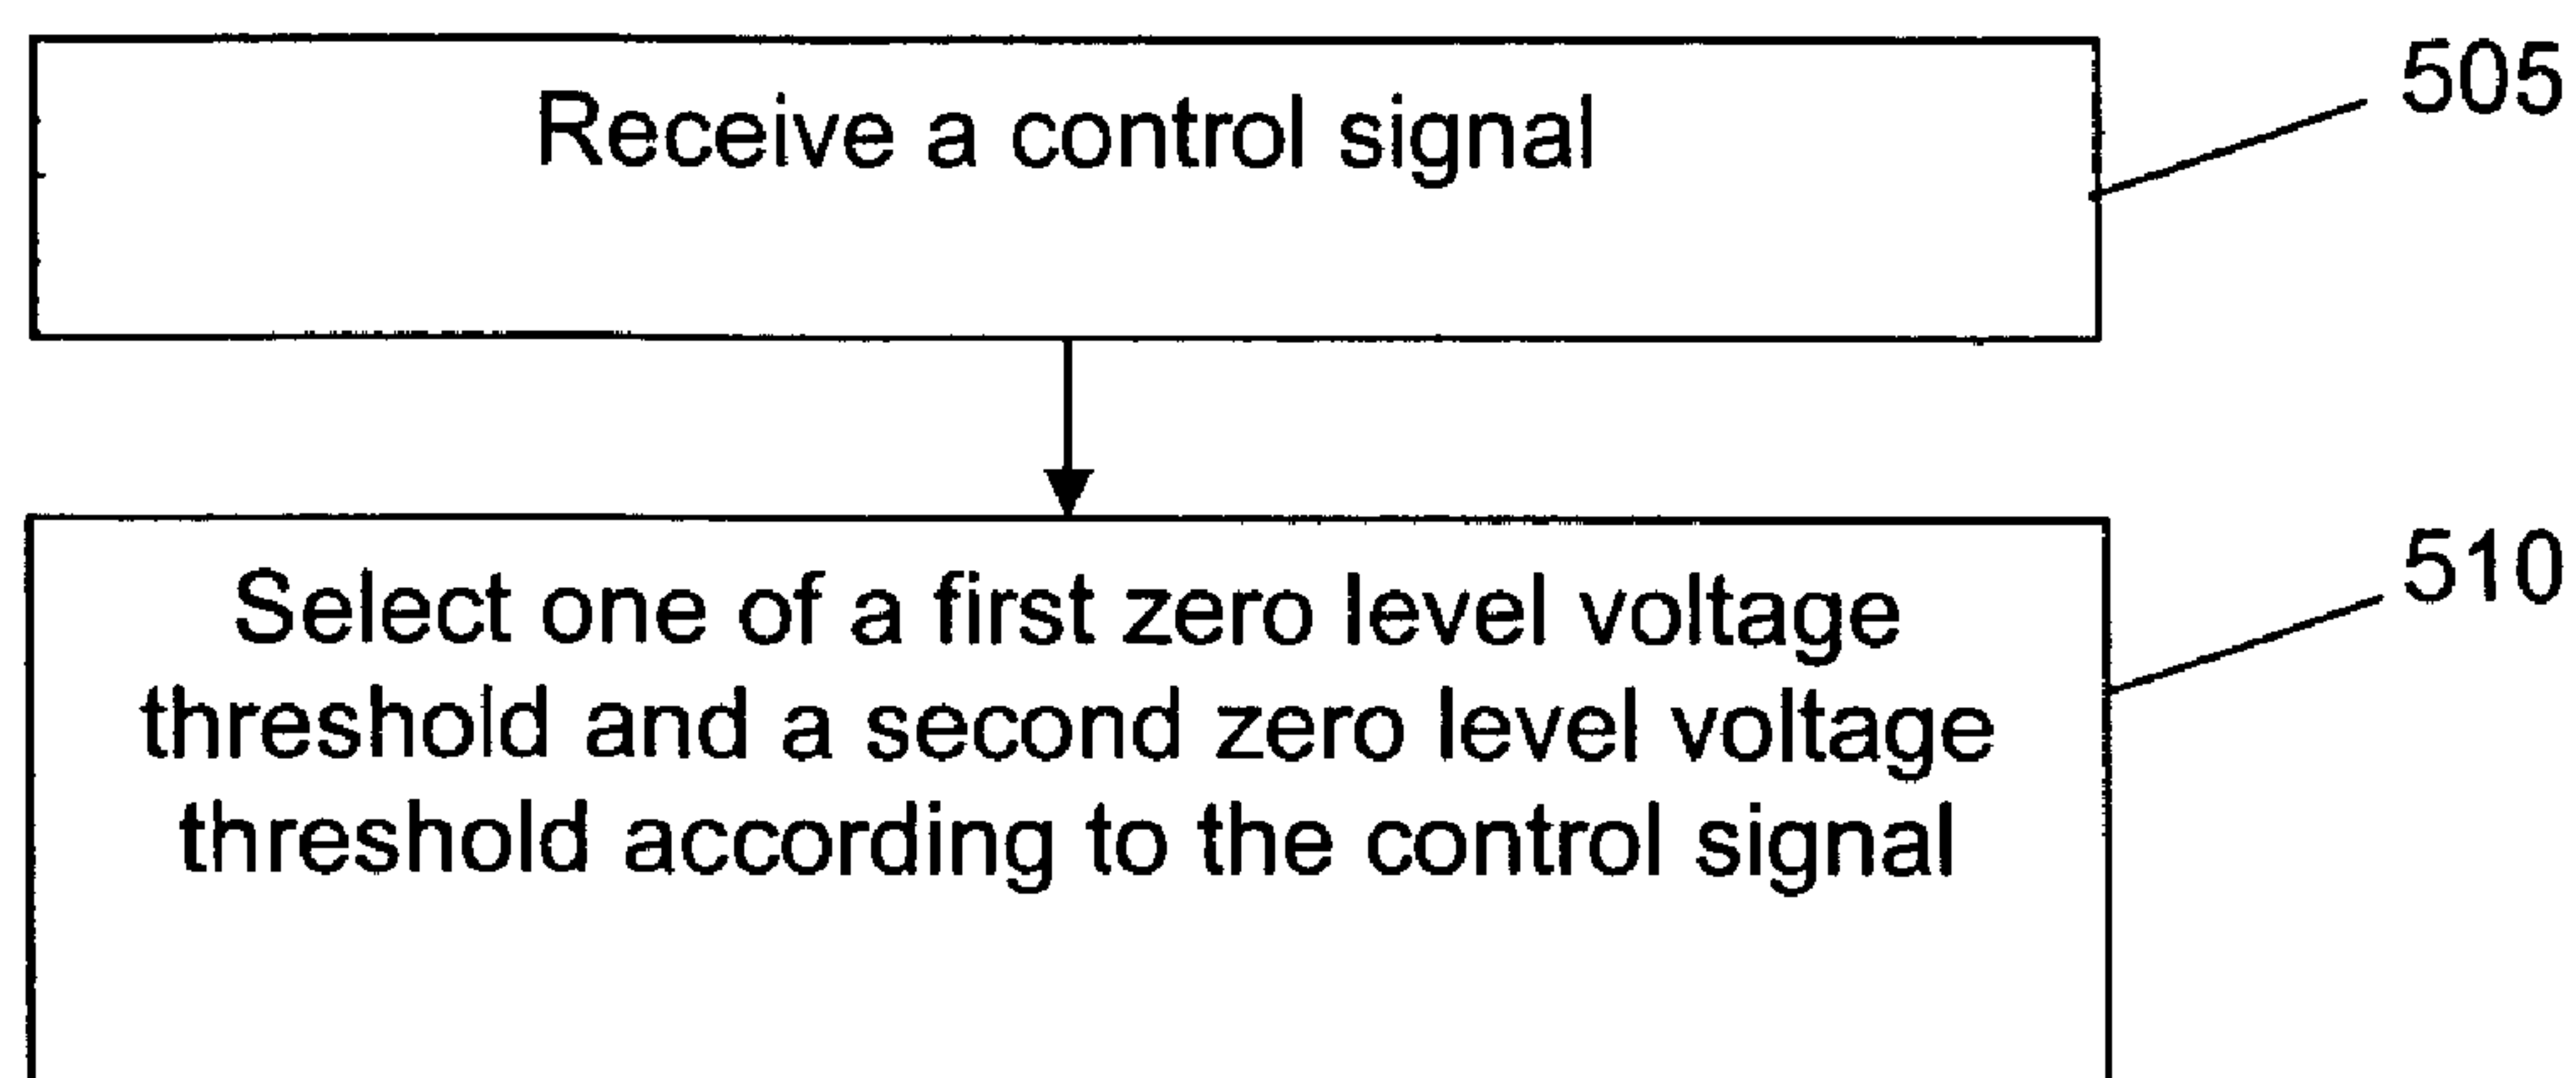 Receive a control signal
505
Select one of a first zero level voltage
threshold and a second zero level voltage
threshold according to the control signal
510